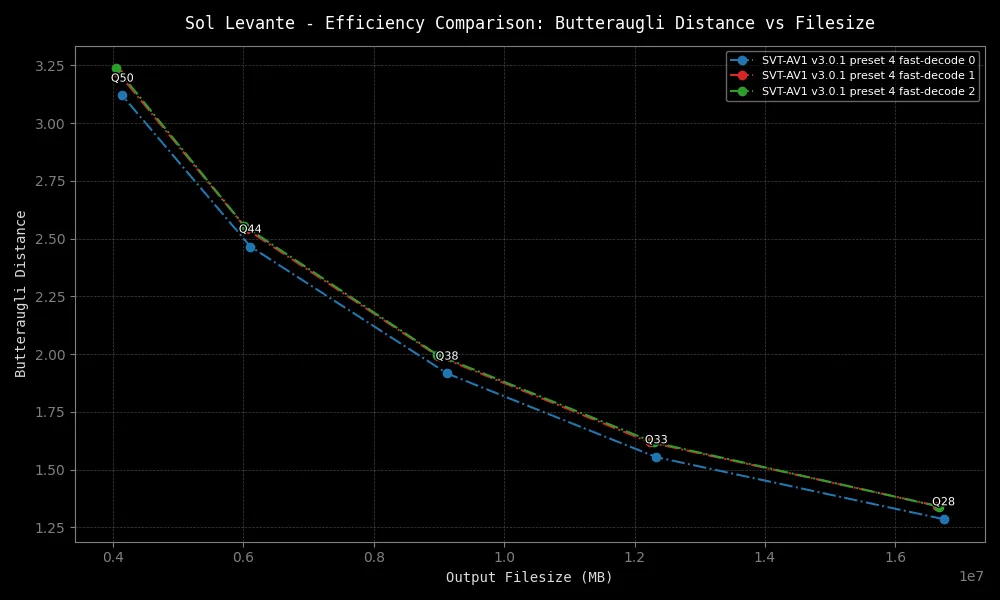 Sol Levante - Efficiency Comparison: Butteraugli Distance vs Filesize
SVT-AV1 v3.0.1 preset 4 fast-decode 0
SVT-AV1 v3.0.1 preset 4 fast-decode 1
SVT-AV1 v3.0.1 preset 4 fast-decode 2
Butteraugli Distance
3.25
3.00
2.75
2.50
2.25
2.00
1.75
1.50
1.25
Q50
Q44
Q38
Q33
Q28
0.4 0.6 0.8 1.0 1.2 1.4 1.6
1e7
Output Filesize (MB)